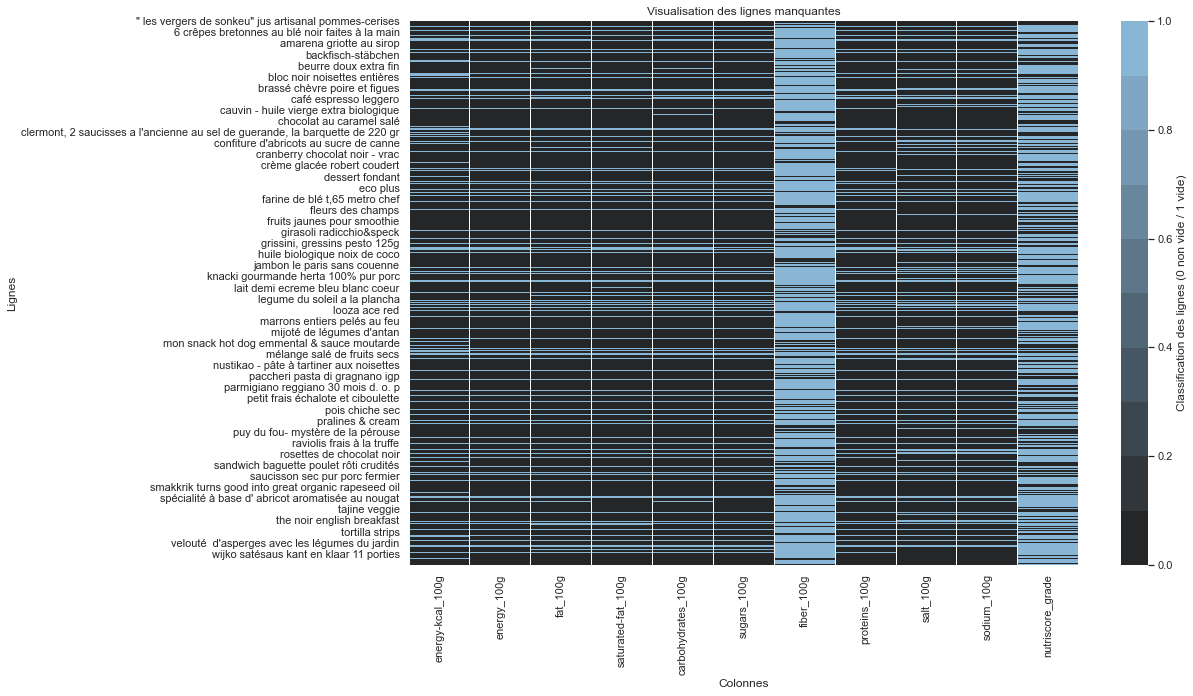 Visualisation des lignes manquantes
" les vergers de sonkeu" jus artisanal pommes-cerises
6 crêpes bretonnes au blé noir faites à la main
amarena griotte au sirop
backfisch-stäbchen
beurre doux extra fin
bloc noir noisettes entières
brassé chèvre poire et figues
café espresso leggero
cauvin - huile vierge extra biologique
chocolat au caramel salé
clermont, 2 saucisses a l'ancienne au sel de guerande, la barquette de 220 gr
confiture d'abricots au sucre de canne
cranberry chocolat noir - vrac
crème glacée robert coudert
dessert fondant
eco plus
farine de blé t,65 metro chef
fleurs des champs
fruits jaunes pour smoothie
girasoli radicchio&speck
grissini, gressins pesto 125g
huile biologique noix de coco
jambon le paris sans couenne
knacki gourmande herta 100% pur porc
lait demi ecreme bleu blanc coeur
legume du soleil a la plancha
looza ace red
marrons entiers pelés au feu
mijoté de légumes d'antan
mon snack hot dog emmental & sauce moutarde
mélange salé de fruits secs
nustikao - pâte à tartiner aux noisettes
paccheri pasta di gragnano igp
parmigiano reggiano 30 mois d. o. p
petit frais échalote et ciboulette
pois chiche sec
pralines & cream
puy du fou- mystère de la pérouse
raviolis frais à la truffe
rosettes de chocolat noir
sandwich baguette poulet rôti crudités
saucisson sec pur porc fermier
smakkrik turns good into great organic rapeseed oil
spécialité à base d' abricot aromatisée au nougat
tajine veggie
the noir english breakfast
tortilla strips
velouté  d'asperges avec les légumes du jardin
wijko satésaus kant en klaar 11 porties
Lignes
energy-kcal_100g
energy_100g
fat_100g
saturated-fat_100g
carbohydrates_100g
sugars_100g
fiber_100g
proteins_100g
salt_100g
sodium_100g
nutriscore_grade
Colonnes
1.0
0.8
0.6
0.4
0.2
0.0
Classification des lignes (0 non vide / 1 vide)